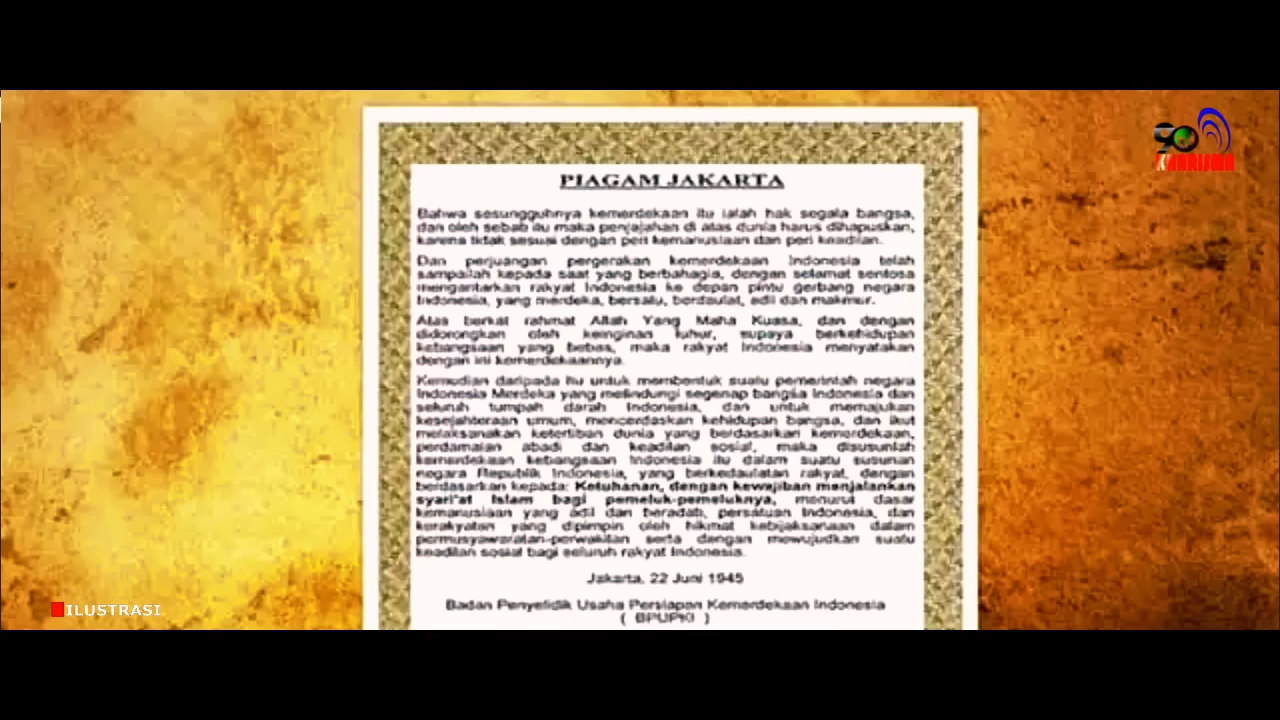 PIAGAM JAKARTA
Bahwa sesungguhnya kemerdekaan itu ialah hak segala bangsa,
dan oleh sebab itu maka penjajahan di atas dunia harus dihapuskan,
karena tidak sesuai dengan peri kemanusiaan dan peri keadilan.
Dan perjuangan pergerakan kemerdekaan Indonesia telah
sampailah kepada saat yang berbahagia, dengan selamat sentosa
mengantarkan rakyat Indonesia ke depan pintu gerbang negara
Indonesia, yang merdeka, bersatu, berdaulat, adil dan makmur.
Atas berkat rahmat Allah Yang Maha Kuasa, dan dengan
didorongkan oleh keinginan luhur, supaya berkehidupan
kebangsaan yang bebas, maka rakyat Indonesia menyatakan
dengan ini kemerdekaannya.
Kemudian daripada itu untuk membentuk suatu pemerintah negara
Indonesia Merdeka yang melindungi segenap bangsa Indonesia dan
seluruh tumpah darah Indonesia, dan untuk memajukan
kesejahteraan umum, mencerdaskan kehidupan bangsa, dan ikut
melaksanakan ketertiban dunia yang berdasarkan kemerdekaan,
perdamaian abadi dan keadilan sosial, maka disusunlah
kemerdekaan kebangsaan Indonesia itu dalam suatu susunan
negara Republik Indonesia, yang berkedaulatan rakyat, dengan
berdasarkan kepada: Ketuhanan, dengan kewajiban menjalankan
syari'at Islam bagi pemeluk-pemeluknya, menurut dasar
kemanusiaan yang adil dan beradab, persatuan Indonesia, dan
kerakyatan yang dipimpin oleh hikmat kebijaksanaan dalam
permusyawaratan-perwakilan serta dengan mewujudkan suatu
keadilan sosial bagi seluruh rakyat Indonesia.
Jakarta, 22 Juni 1945
Badan Penyelidik Usaha Persiapan Kemerdekaan Indonesia
( BPUPKI )
ILUSTRASI
KHARISMA